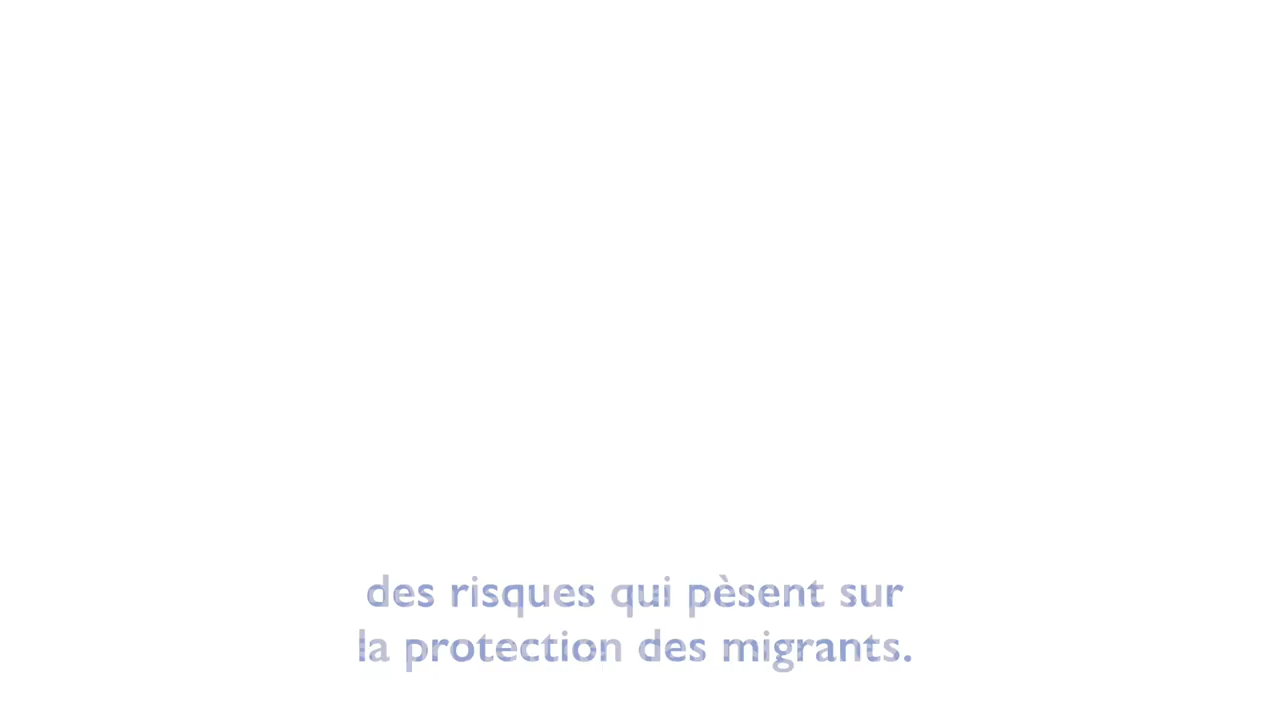 des risques qui pèsent sur
la protection des migrants.